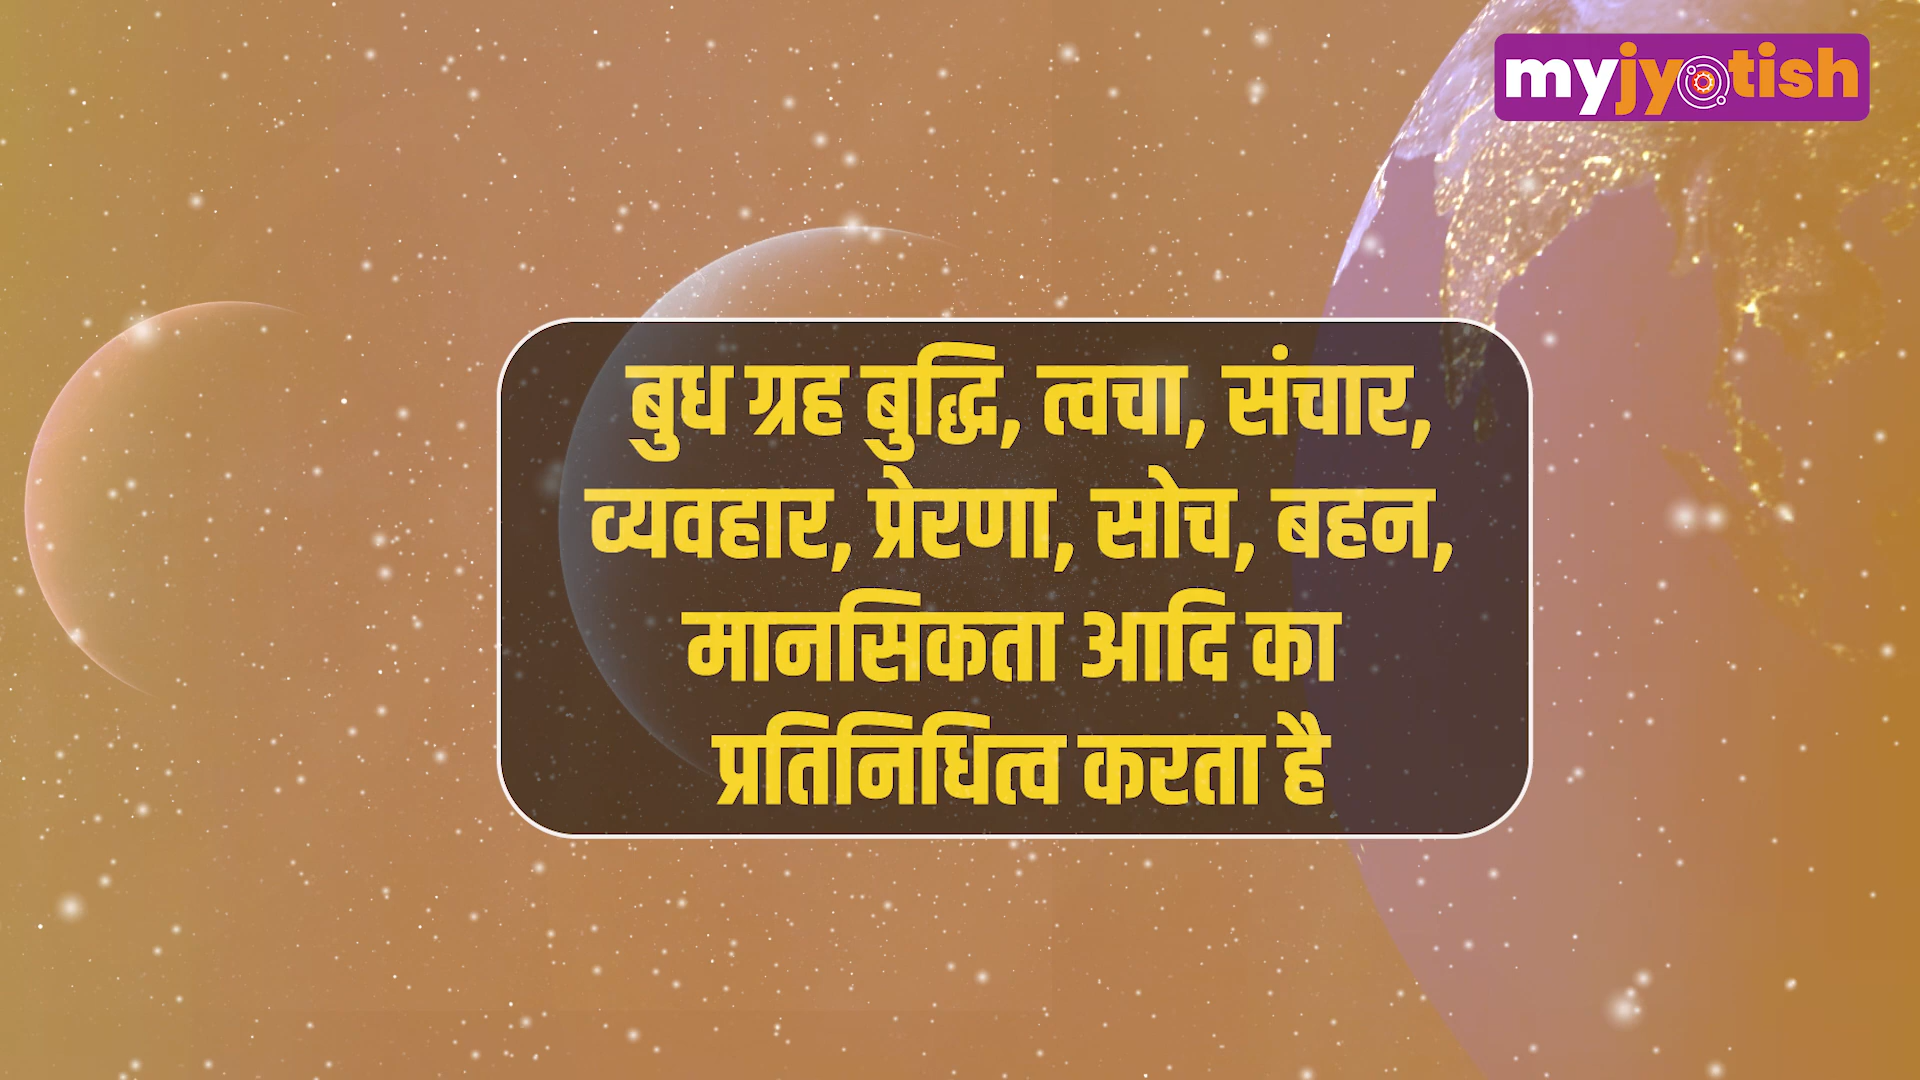 myjyotish
बुध ग्रह बुद्धि, त्वचा, संचार,
व्यवहार, प्रेरणा, सोच, बहन,
मानसिकता आदि का
प्रतिनिधित्व करता है